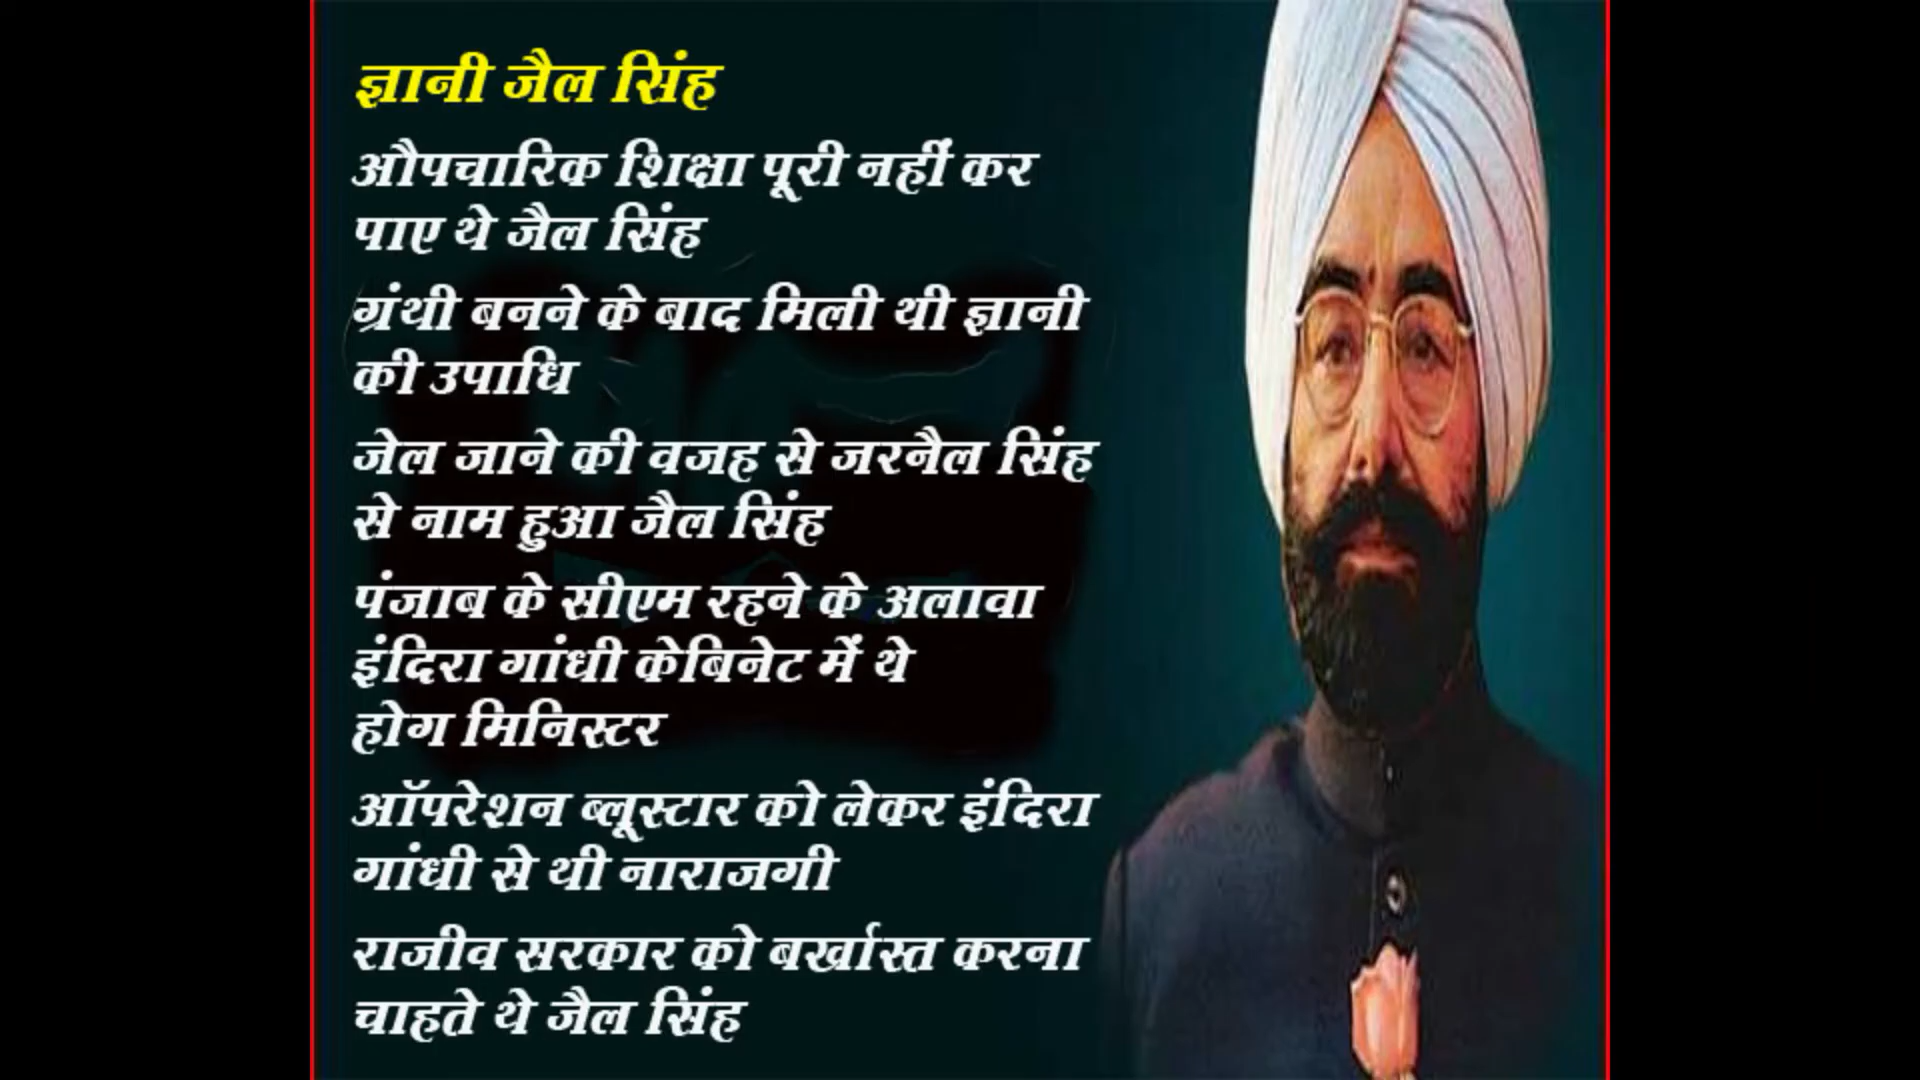 ज्ञानी जैल सिंह
औपचारिक शिक्षा पूरी नहीं कर
पाए थे जैल सिंह
ग्रंथी बनने के बाद मिली थी ज्ञानी
की उपाधि
जेल जाने की वजह से जरनैल सिंह
से नाम हुआ जैल सिंह
पंजाब के सीएम रहने के अलावा
इंदिरा गांधी केबिनेट में थे
होग मिनिस्टर
ऑपरेशन ब्लूस्टार को लेकर इंदिरा
गांधी से थी नाराजगी
राजीव सरकार को बर्खास्त करना
चाहते थे जैल सिंह